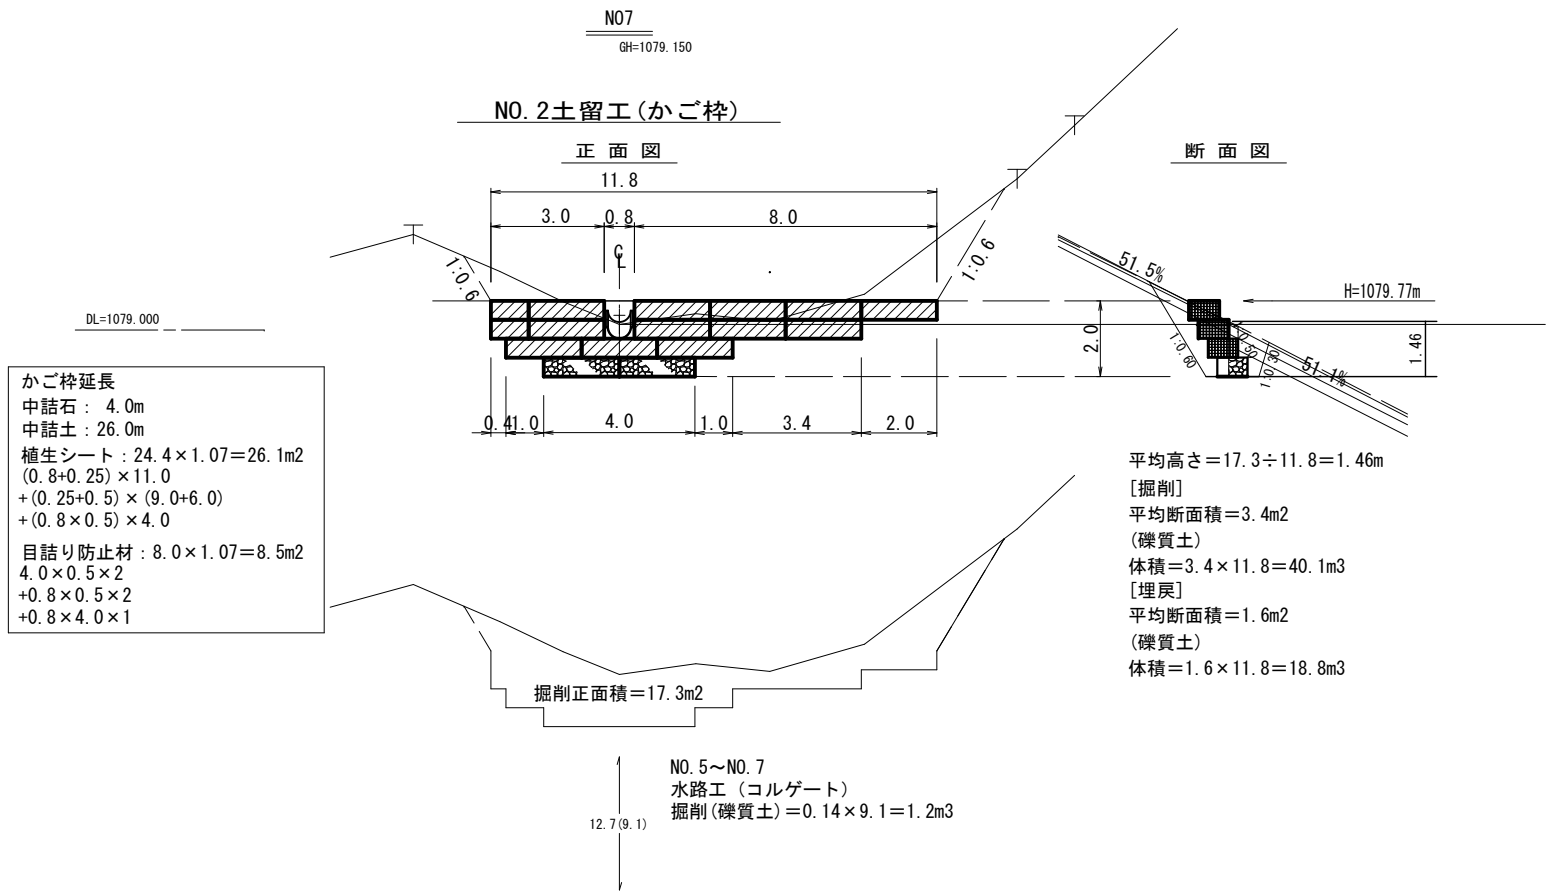 NO7
GH=1079.150
NO.2土留工(かご枠)
正面図
断面図
11.8
3.0
0.8
8.0
CL
1:0.6
1:0.6
51.5%
H=1079.77m
DL=1079.000
2.0
1:0.60
1:0.50
1:0.30
51.1%
1.46
0.4
1.0
4.0
1.0
3.4
2.0
かご枠延長
中詰石: 4.0m
中詰土:26.0m
植生シート:24.4×1.07=26.1m2
(0.8+0.25)×11.0
+(0.25+0.5)×(9.0+6.0)
+(0.8×0.5)×4.0
目詰り防止材:8.0×1.07=8.5m2
4.0×0.5×2
+0.8×0.5×2
+0.8×4.0×1
平均高さ=17.3÷11.8=1.46m
[掘削]
平均断面積=3.4m2
(礫質土)
体積=3.4×11.8=40.1m3
[埋戻]
平均断面積=1.6m2
(礫質土)
体積=1.6×11.8=18.8m3
掘削正面積=17.3m2
NO.5~NO.7
水路工(コルゲート)
掘削(礫質土)=0.14×9.1=1.2m3
12.7(9.1)